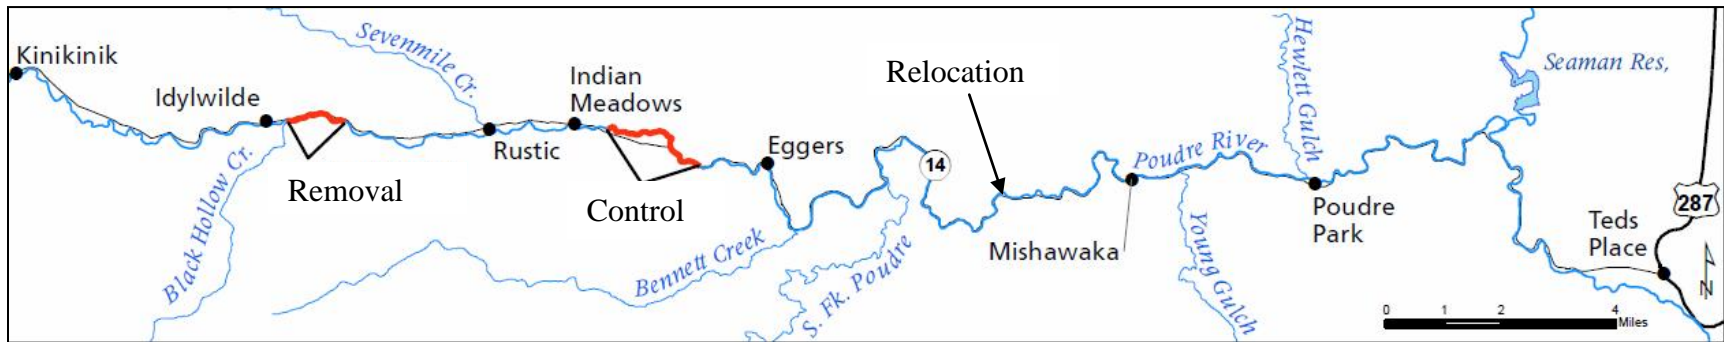 Kinikinik
Idylwilde
Black Hollow Cr.
Removal
Sevenmile Cr.
Rustic
Indian
Meadows
Control
Eggers
Bennett Creek
S. Fk. Poudre
14
Relocation
Mishawaka
Poudre River
Young Gulch
Hewlett Gulch
Poudre
Park
Seaman Res,
Teds
Place
287
N
0 1 2 4
Miles